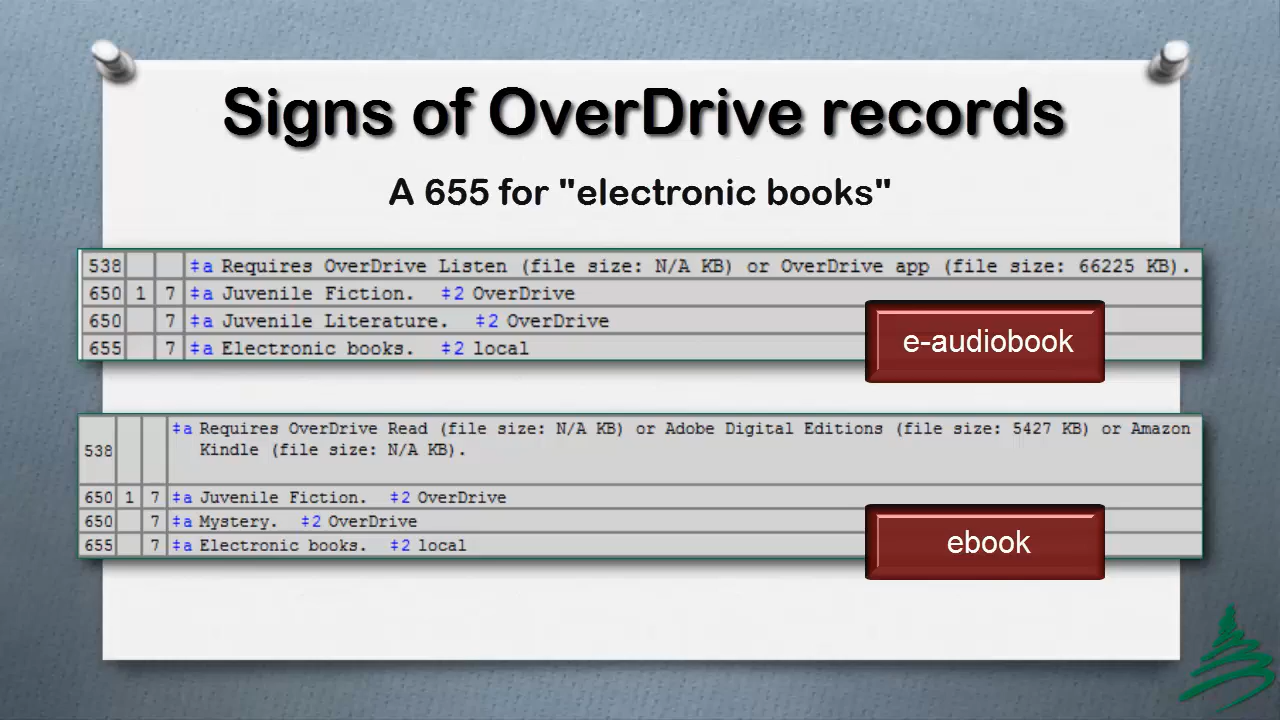 Signs of OverDrive records
A 655 for "electronic books"
538 ‡a Requires OverDrive Listen (file size: N/A KB) or OverDrive app (file size: 66225 KB).
650 1 7 ‡a Juvenile Fiction. ‡2 OverDrive
650 7 ‡a Juvenile Literature. ‡2 OverDrive
655 7 ‡a Electronic books. ‡2 local
e-audiobook
538 ‡a Requires OverDrive Read (file size: N/A KB) or Adobe Digital Editions (file size: 5427 KB) or Amazon
Kindle (file size: N/A KB).
650 1 7 ‡a Juvenile Fiction. ‡2 OverDrive
650 7 ‡a Mystery. ‡2 OverDrive
655 7 ‡a Electronic books. ‡2 local
ebook